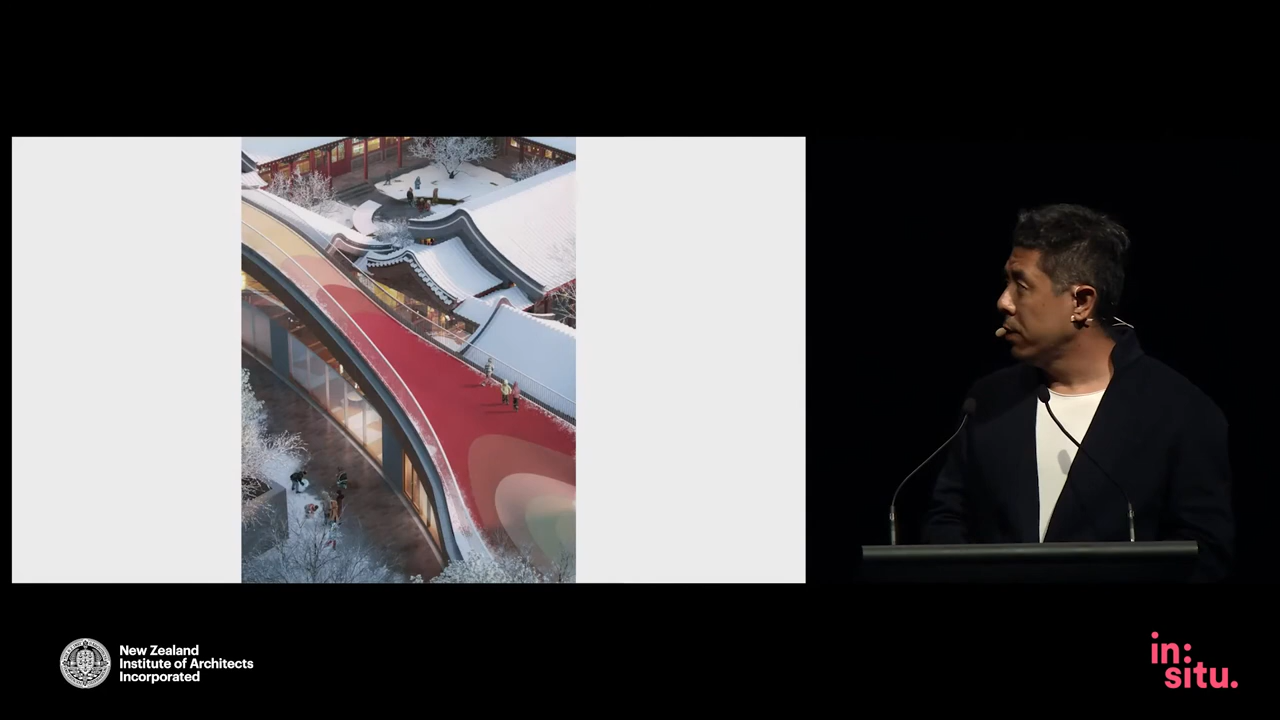 New Zealand
Institute of Architects
Incorporated
in:
situ.